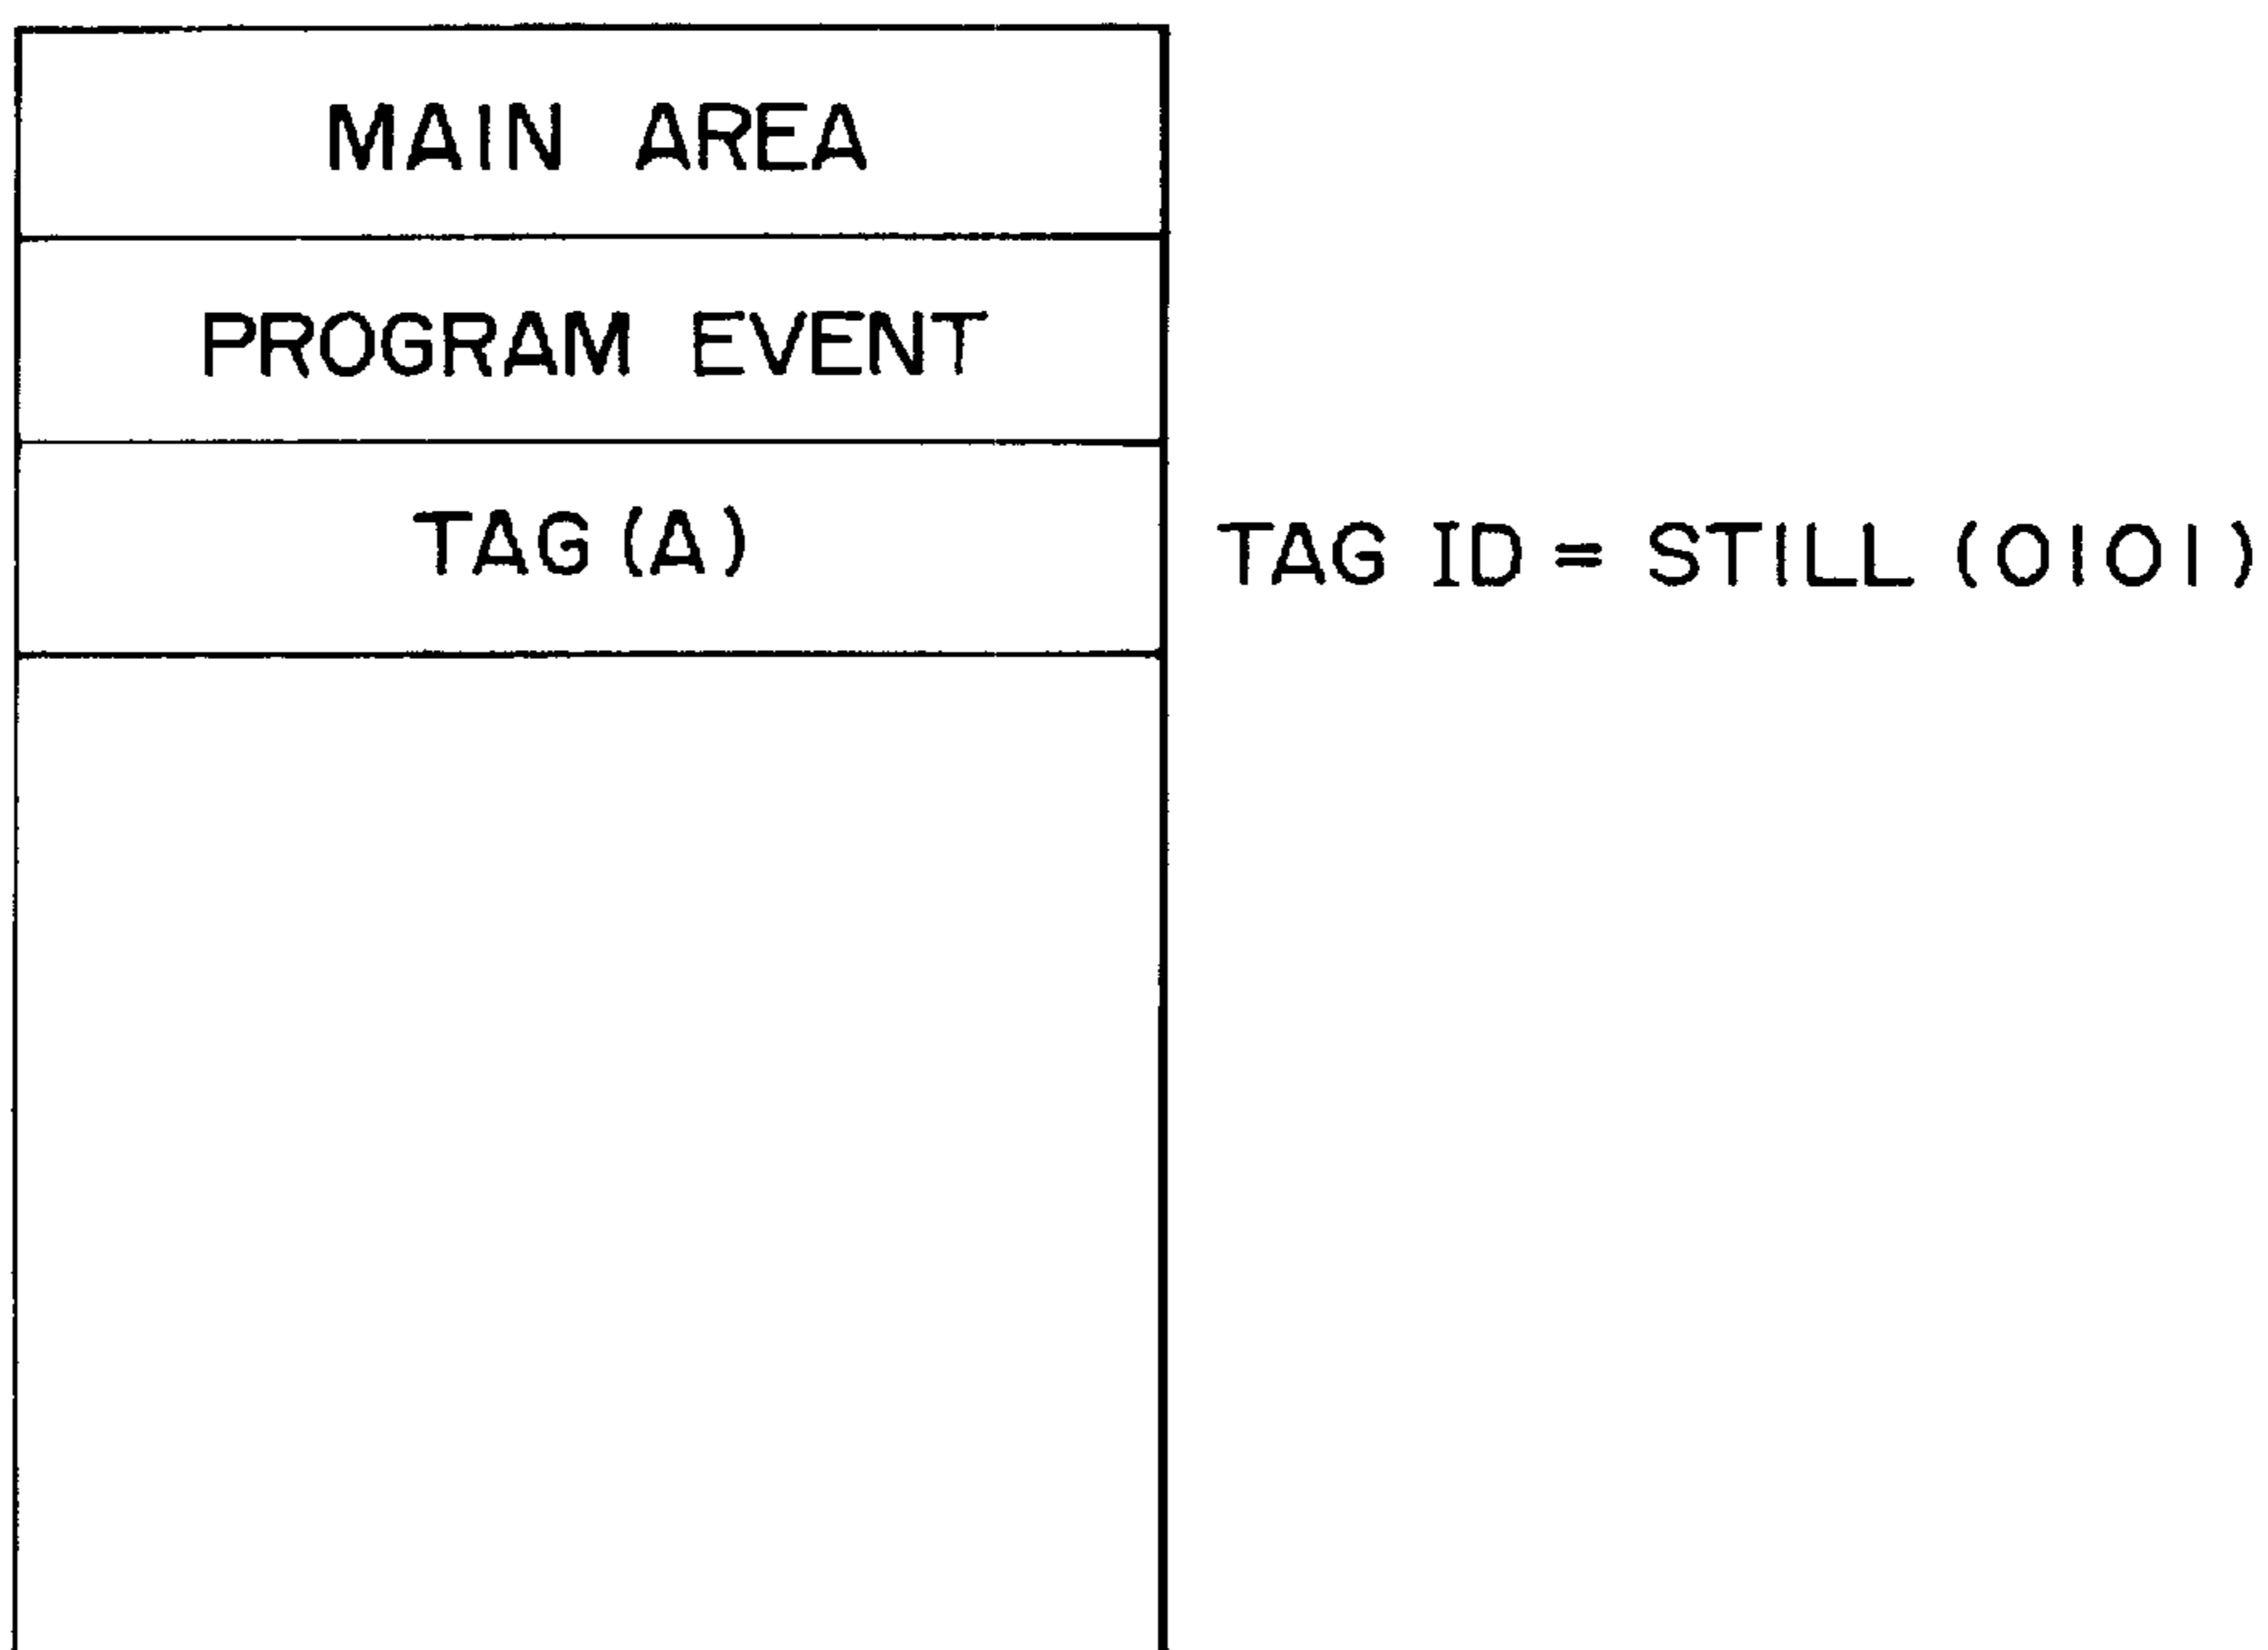 MAIN AREA
PROGRAM EVENT
TAG (A)
TAG ID = STILL (0101)